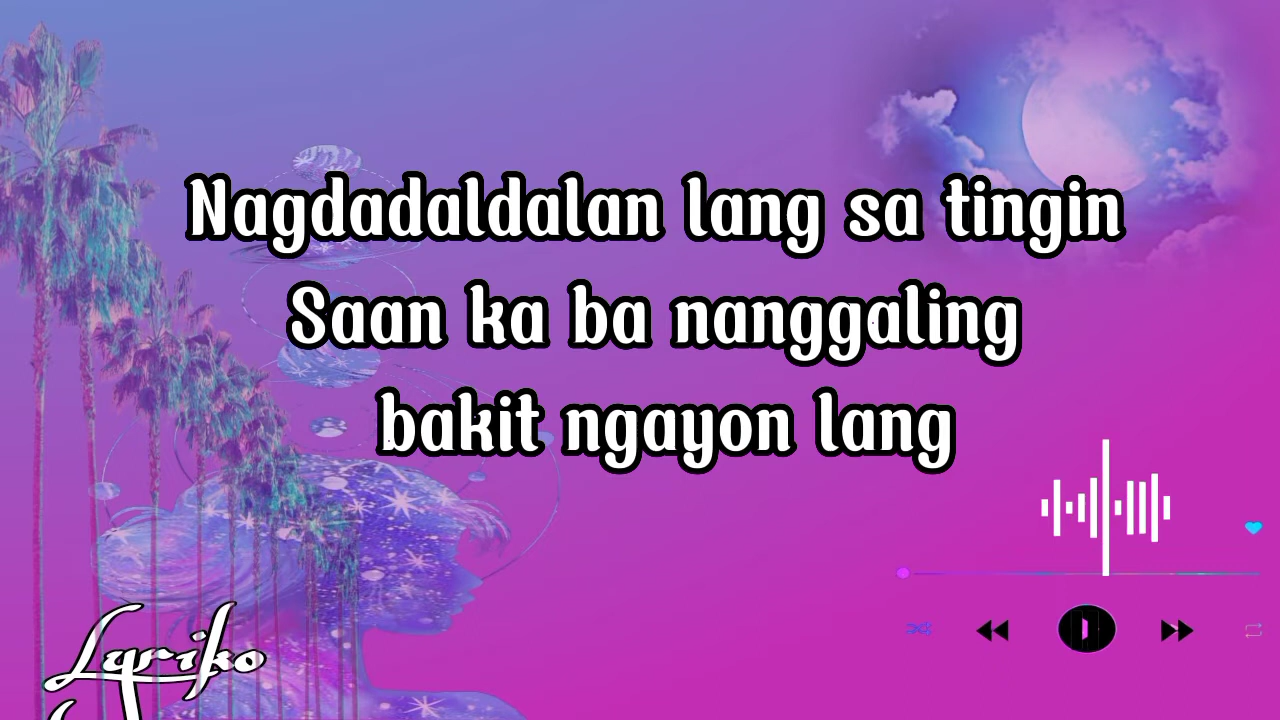 Nagdadaldalan lang sa tingin
Saan ka ba nanggaling
bakit ngayon lang
Lyriko